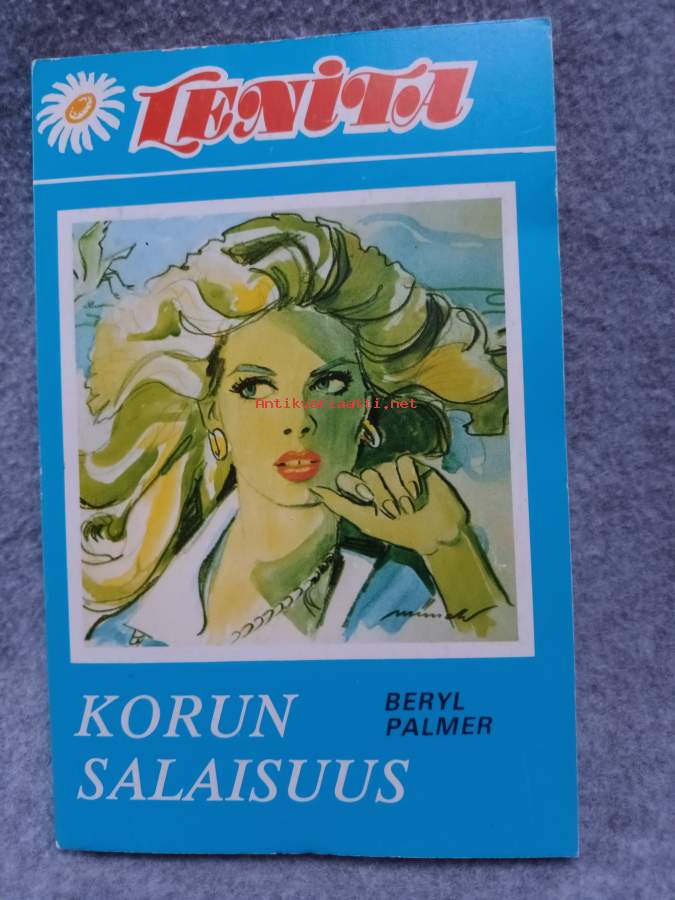 LENITA
Antikvariaatti.net
KORUN
SALAISUUS
BERYL
PALMER